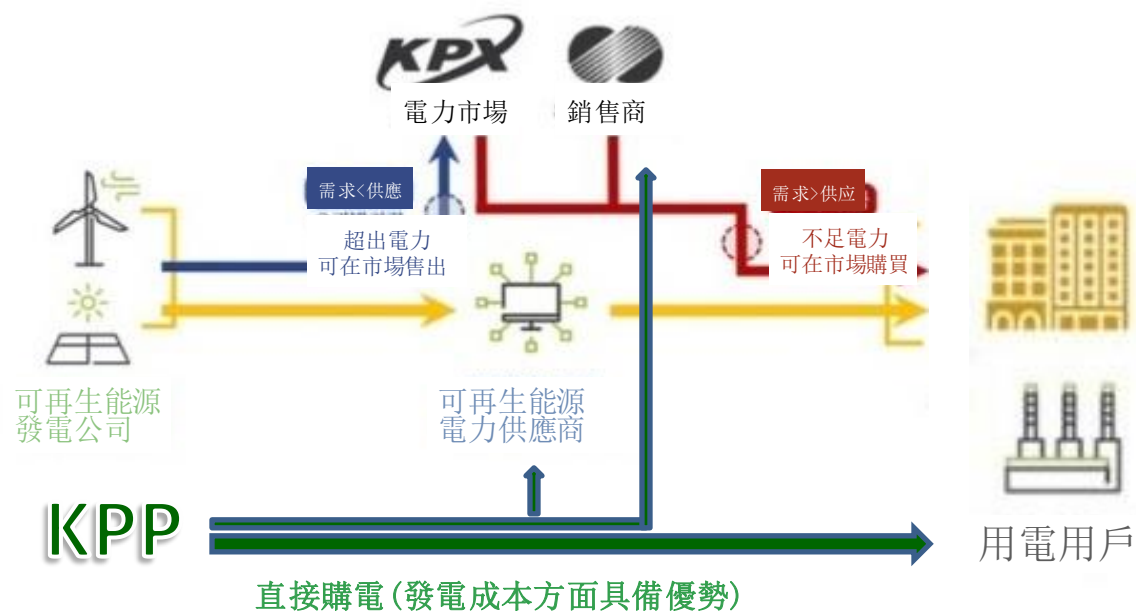 KPX
電力市場
銷售商
需求<供應
需求>供应
超出電力
可在市場售出
不足電力
可在市場購買
可再生能源
發電公司
可再生能源
電力供應商
KPP
用電用戶
直接購電(發電成本方面具備優勢)